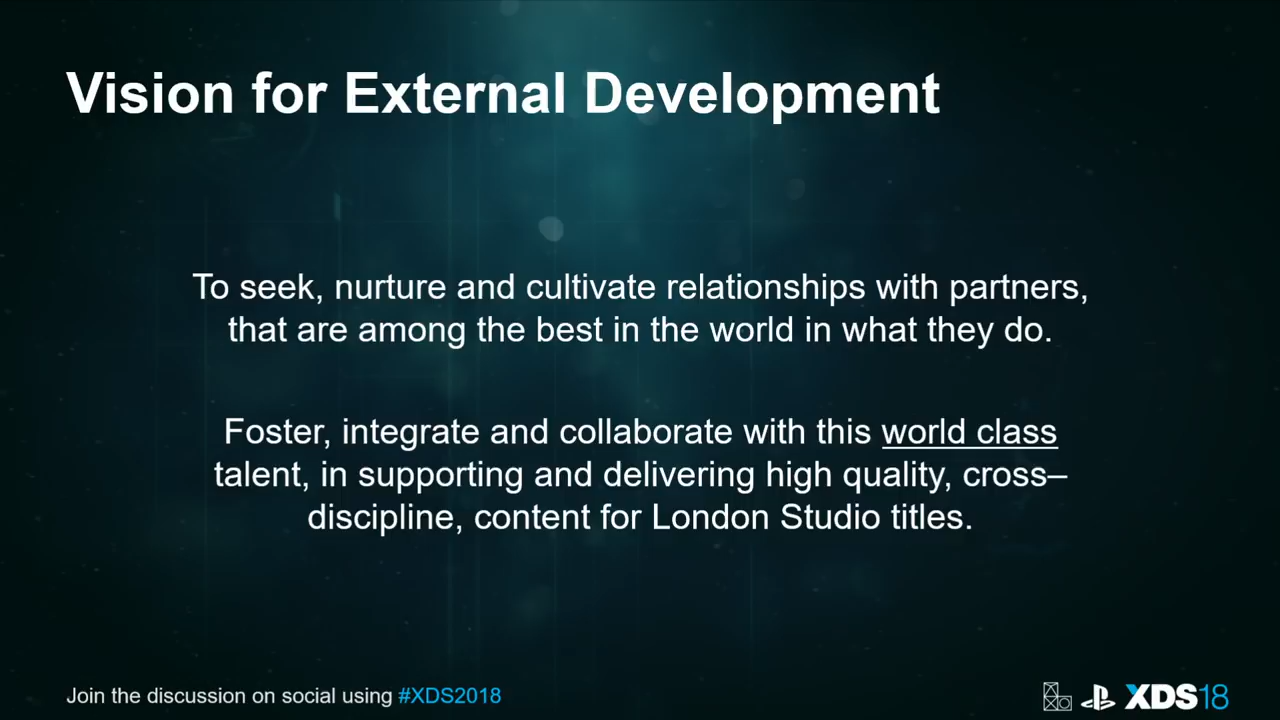 Vision for External Development
To seek, nurture and cultivate relationships with partners,
that are among the best in the world in what they do.
Foster, integrate and collaborate with this world class
talent, in supporting and delivering high quality, cross–
discipline, content for London Studio titles.
Join the discussion on social using #XDS2018
XDS18